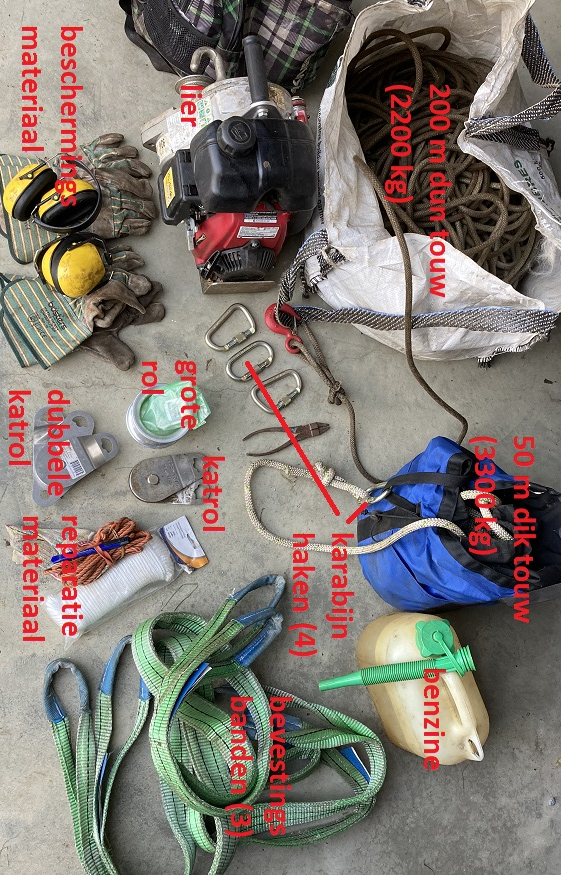 beschermings
materiaal
lier
200 m dun touw
(2200 kg)
grote
rol
dubbele
katrol
katrol
reparatie
materiaal
karabijn
haken (4)
50 m dik touw
(3300 kg)
benzine
bevestings
banden (3)